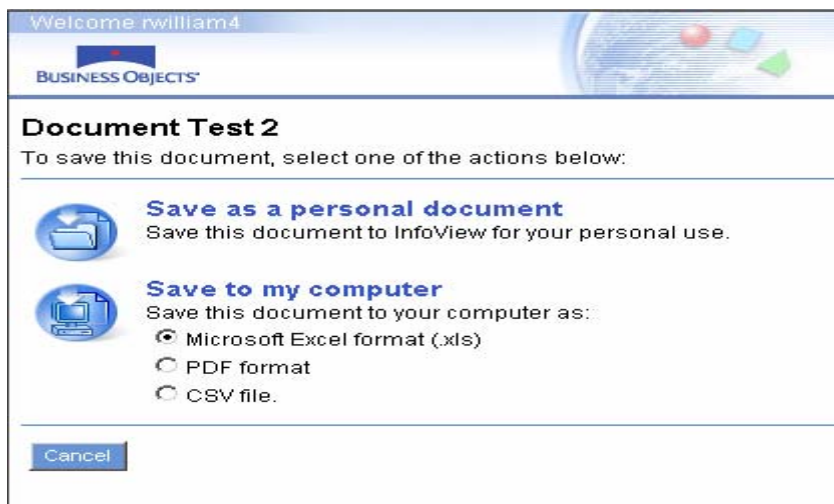 Welcome rwilliam4
BUSINESS OBJECTS
Document Test 2
To save this document, select one of the actions below:
Save as a personal document
Save this document to InfoView for your personal use.
Save to my computer
Save this document to your computer as:
Microsoft Excel format (.xls)
PDF format
CSV file.
Cancel